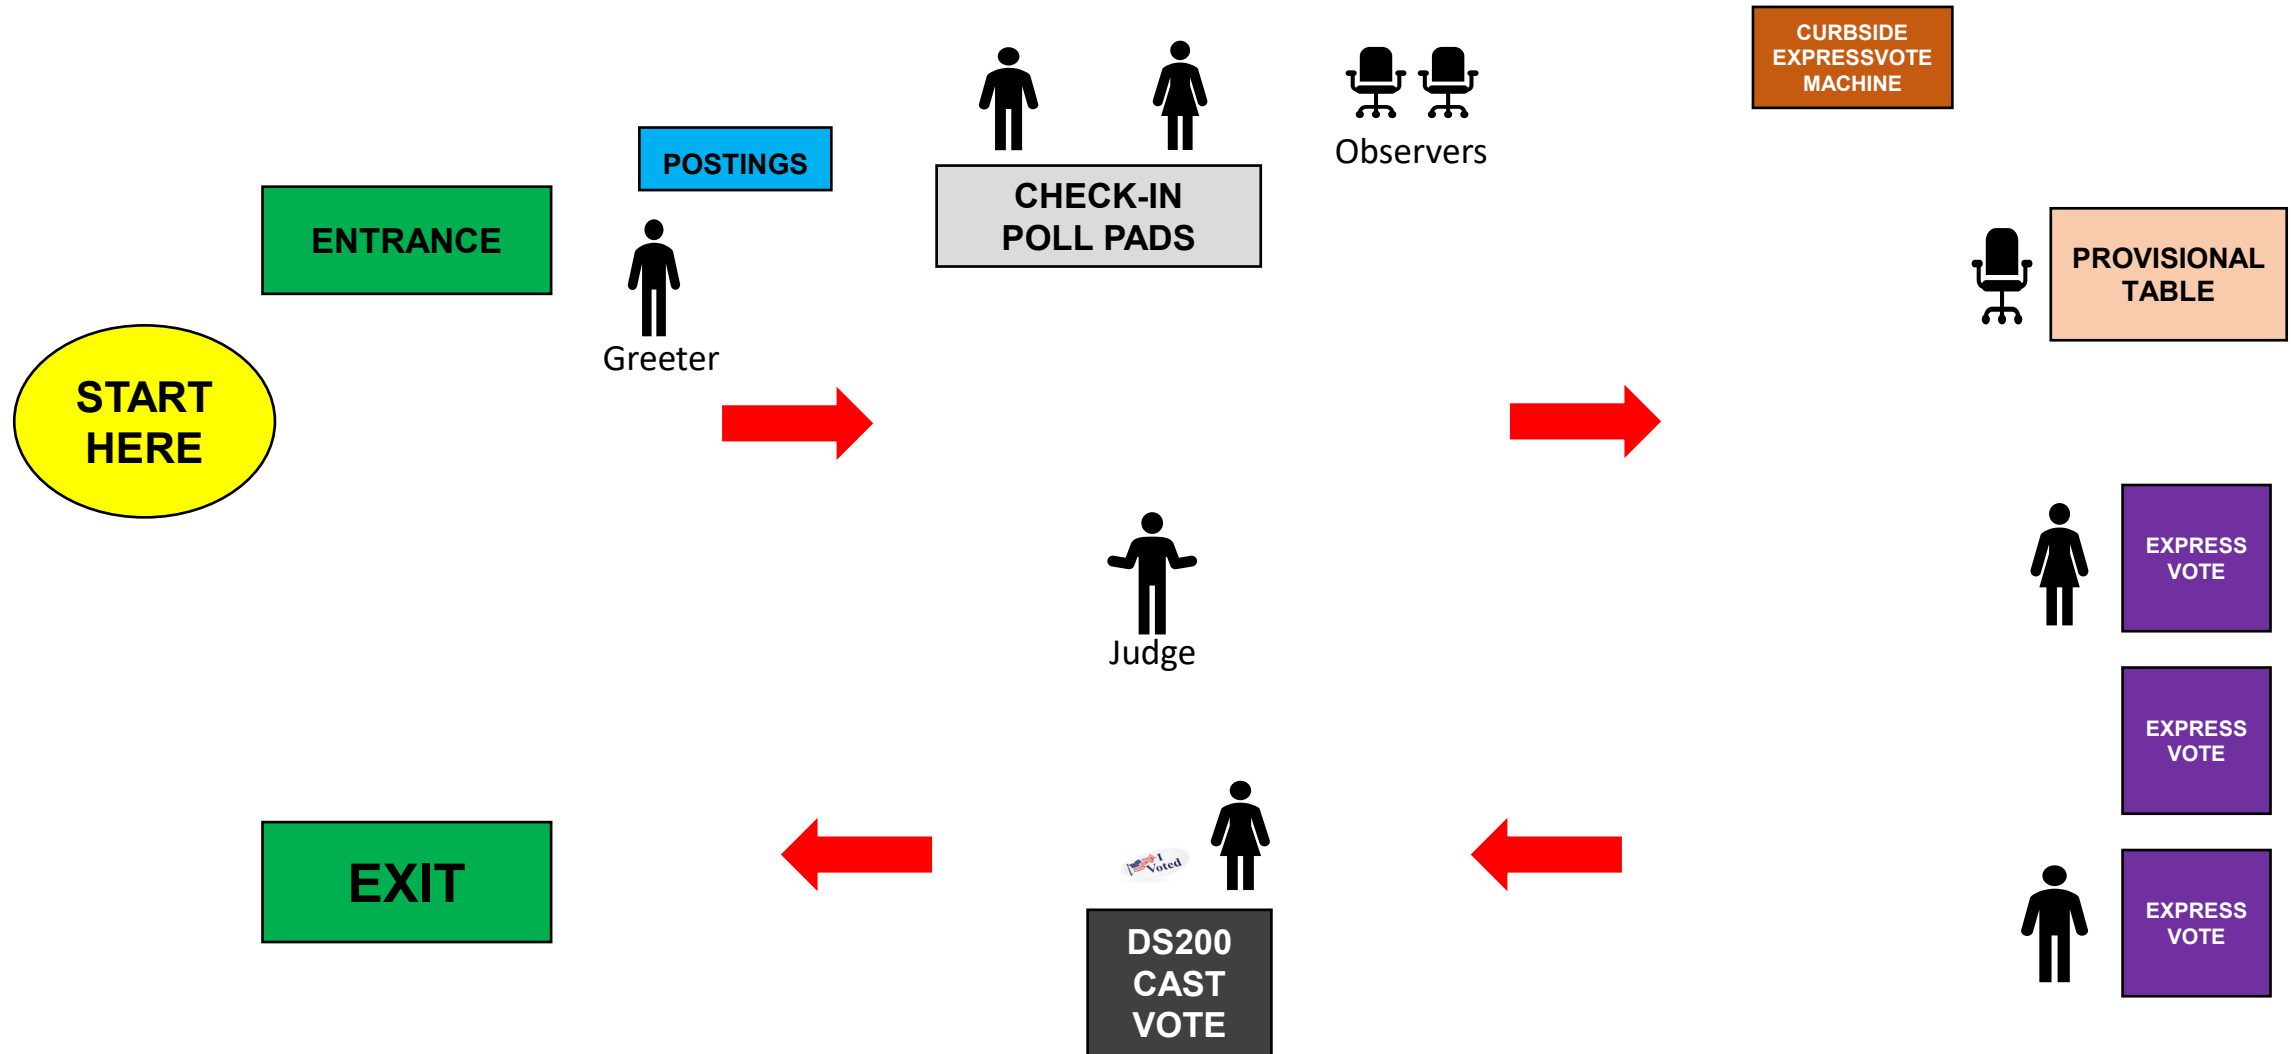 CURBSIDE
EXPRESSVOTE
MACHINE
POSTINGS
Observers
CHECK-IN
POLL PADS
ENTRANCE
PROVISIONAL
TABLE
Greeter
START
HERE
EXPRESS
VOTE
Judge
EXPRESS
VOTE
I
Voted
EXIT
EXPRESS
VOTE
DS200
CAST
VOTE